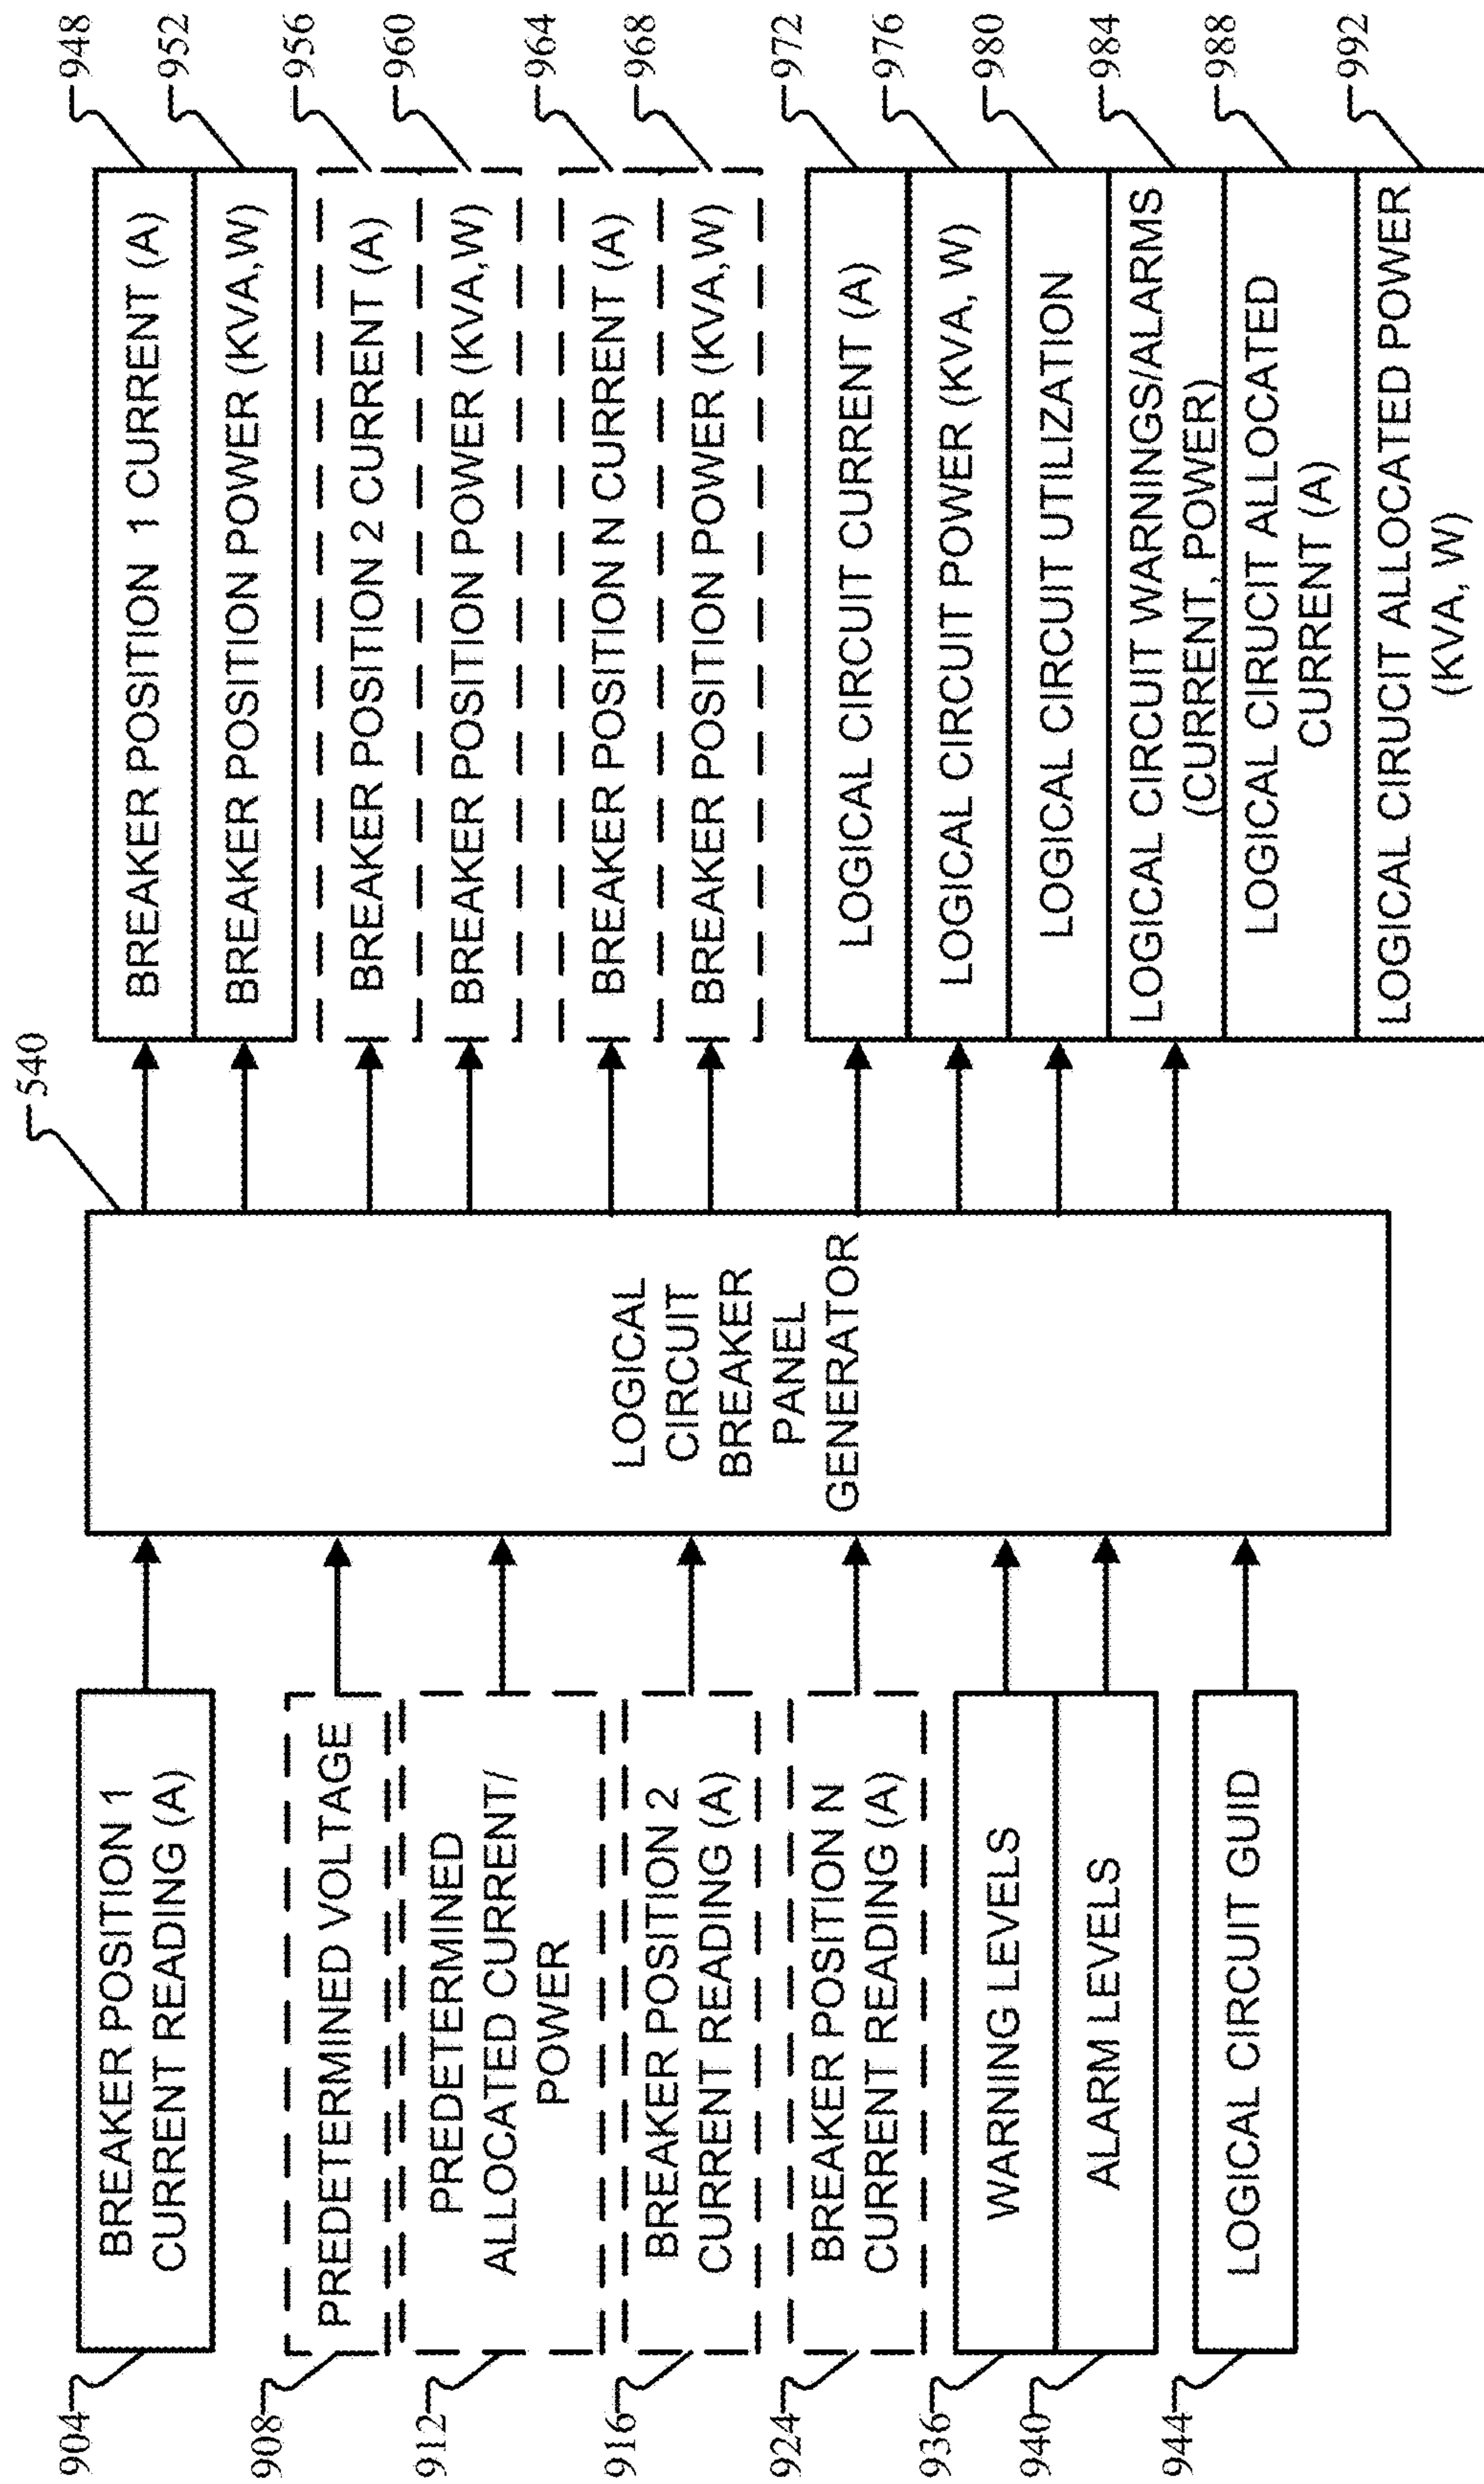 904
BREAKER POSITION 1
CURRENT READING (A)
908
PREDETERMINED VOLTAGE
912
PREDETERMINED
ALLOCATED CURRENT/
POWER
916
BREAKER POSITION 2
CURRENT READING (A)
924
BREAKER POSITION N
CURRENT READING (A)
936
WARNING LEVELS
940
ALARM LEVELS
944
LOGICAL CIRCUIT GUID
540
LOGICAL
CIRCUIT
BREAKER
PANEL
GENERATOR
BREAKER POSITION 1 CURRENT (A)
948
BREAKER POSITION POWER (KVA,W)
952
BREAKER POSITION 2 CURRENT (A)
956
BREAKER POSITION POWER (KVA,W)
960
BREAKER POSITION N CURRENT (A)
964
BREAKER POSITION POWER (KVA,W)
968
LOGICAL CIRCUIT CURRENT (A)
972
LOGICAL CIRCUIT POWER (KVA, W)
976
LOGICAL CIRCUIT UTILIZATION
980
LOGICAL CIRCUIT WARNINGS/ALARMS
(CURRENT, POWER)
984
LOGICAL CIRUCIT ALLOCATED
CURRENT (A)
988
LOGICAL CIRUCIT ALLOCATED POWER
(KVA, W)
992